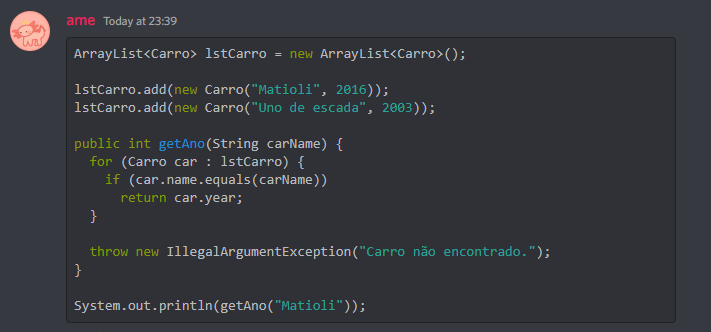 ame Today at 23:39
ArrayList<Carro> lstCarro = new ArrayList<Carro>();
lstCarro.add(new Carro("Matioli", 2016));
lstCarro.add(new Carro("Uno de escada", 2003));
public int getAno(String carName) {
  for (Carro car : lstCarro) {
    if (car.name.equals(carName))
      return car.year;
  }
  throw new IllegalArgumentException("Carro não encontrado.");
}
System.out.println(getAno("Matioli"));